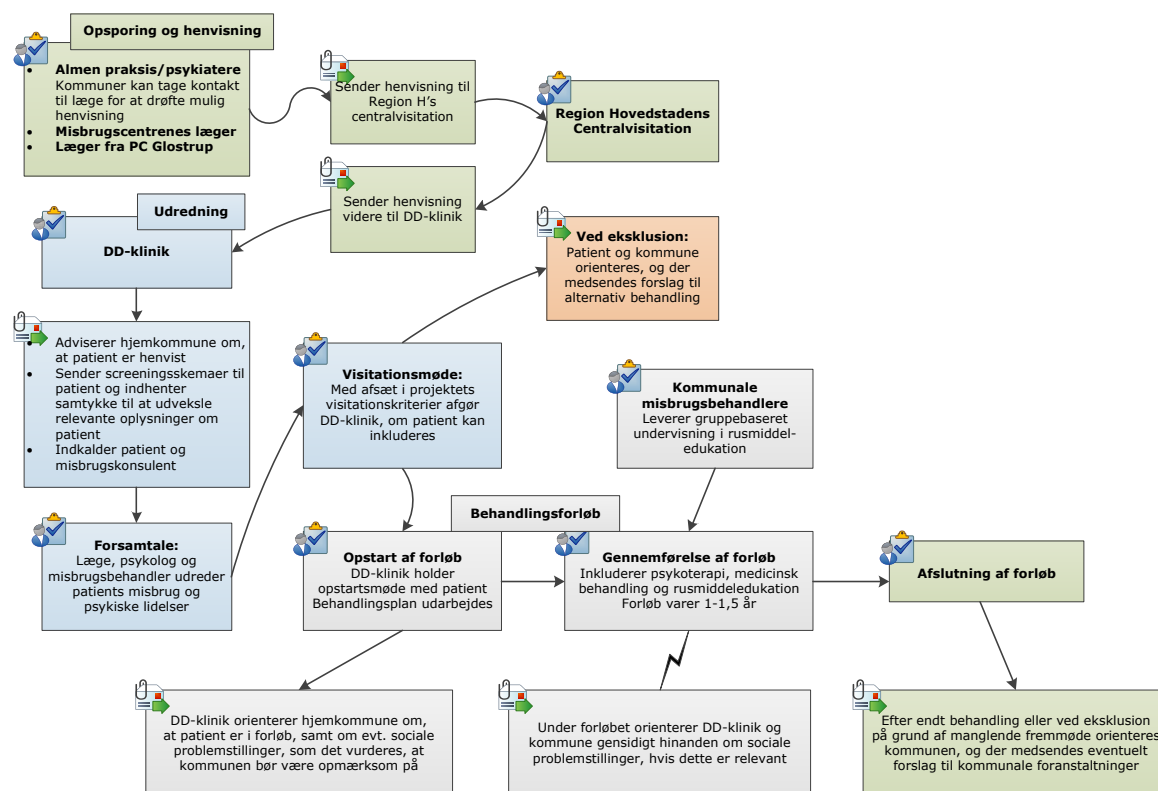 Opsporing og henvisning
• Almen praksis/psykiatere
Kommuner kan tage kontakt
til læge for at drøfte mulig
henvisning
• Misbrugscentrenes læger
• Læger fra PC Glostrup
Sender henvisning til
Region H's
centralvisitation
Region Hovedstadens
Centralvisitation
Sender henvisning
videre til DD-klinik
Udredning
DD-klinik
Ved eksklusion:
Patient og kommune
orienteres, og der
medsendes forslag til
alternativ behandling
• Adviserer hjemkommune om,
at patient er henvist
• Sender screeningsskemaer til
patient og indhenter
samtykke til at udveksle
relevante oplysninger om
patient
• Indkalder patient og
misbrugskonsulent
Visitationsmøde:
Med afsæt i projektets
visitationskriterier afgør
DD-klinik, om patient kan
inkluderes
Kommunale
misbrugsbehandlere
Leverer gruppebaseret
undervisning i rusmiddel-
edukation
Forsamtale:
Læge, psykolog og
misbrugsbehandler udreder
patients misbrug og
psykiske lidelser
Behandlingsforløb
Opstart af forløb
DD-klinik holder
opstartsmøde med patient
Behandlingsplan udarbejdes
Gennemførelse af forløb
Inkluderer psykoterapi, medicinsk
behandling og rusmiddeledukation
Forløb varer 1-1,5 år
Afslutning af forløb
DD-klinik orienterer hjemkommune om,
at patient er i forløb, samt om evt. sociale
problemstillinger, som det vurderes, at
kommunen bør være opmærksom på
Under forløbet orienterer DD-klinik og
kommune gensidigt hinanden om sociale
problemstillinger, hvis dette er relevant
Efter endt behandling eller ved eksklusion
på grund af manglende fremmøde orienteres
kommunen, og der medsendes eventuelt
forslag til kommunale foranstaltninger